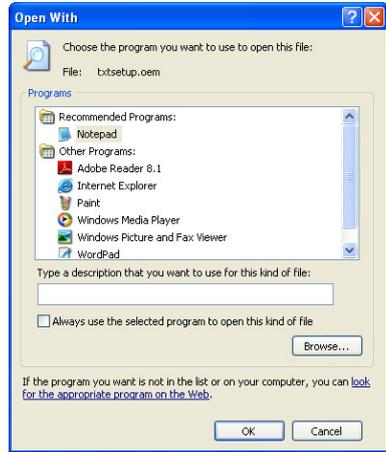 Open With
Choose the program you want to use to open this file:
File: txtsetup.oem
Programs
Recommended Programs:
Notepad
Other Programs:
Adobe Reader 8.1
Internet Explorer
Paint
Windows Media Player
Windows Picture and Fax Viewer
WordPad
Type a description that you want to use for this kind of file:
Always use the selected program to open this kind of file
Browse...
If the program you want is not in the list or on your computer, you can look
for the appropriate program on the Web.
OK Cancel